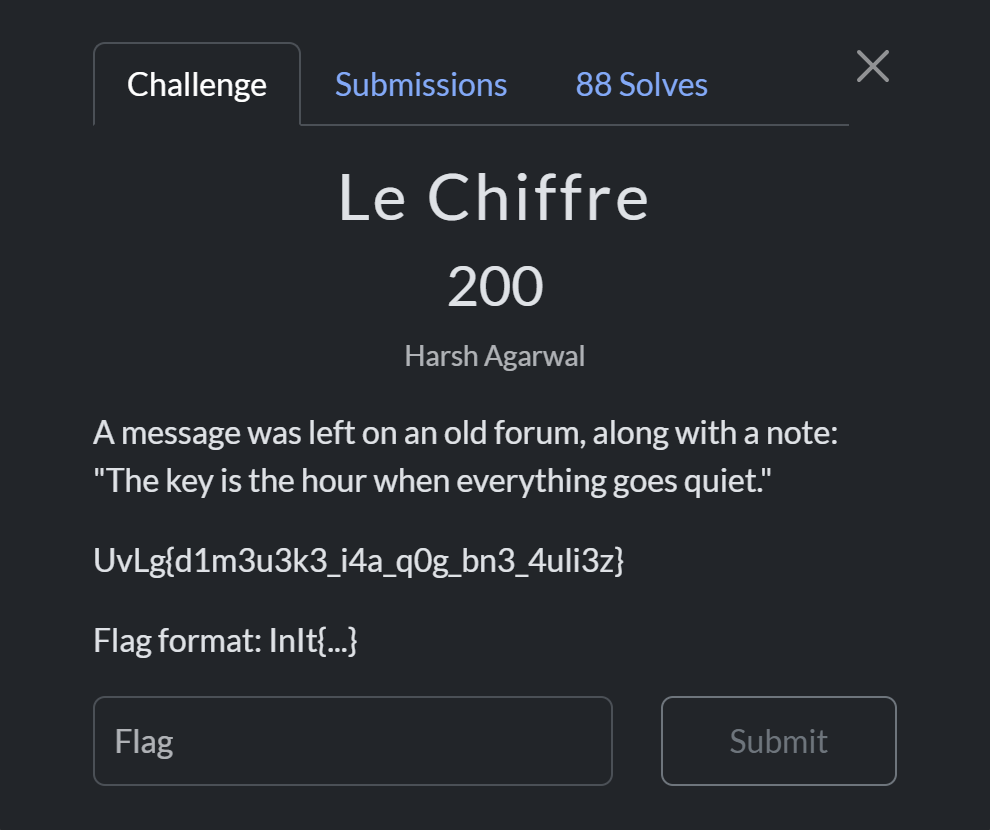 Challenge Submissions 88 Solves
Le Chiffre
200
Harsh Agarwal
A message was left on an old forum, along with a note:
"The key is the hour when everything goes quiet."
UvLg{d1m3u3k3_i4a_q0g_bn3_4uli3z}
Flag format: InIt{...}
Flag Submit